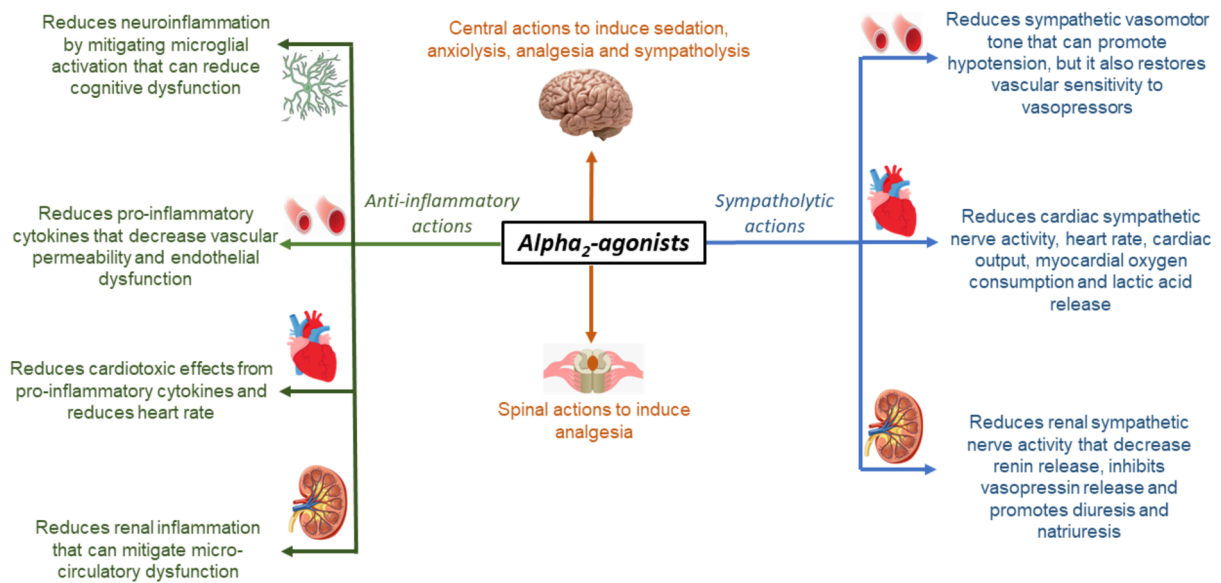 Reduces neuroinflammation
by mitigating microglial
activation that can reduce
cognitive dysfunction
Reduces pro-inflammatory
cytokines that decrease vascular
permeability and endothelial
dysfunction
Reduces cardiotoxic effects from
pro-inflammatory cytokines and
reduces heart rate
Reduces renal inflammation
that can mitigate micro-
circulatory dysfunction
Anti-inflammatory
actions
Central actions to induce sedation,
anxiolysis, analgesia and sympatholysis
Alpha₂-agonists
Spinal actions to induce
analgesia
Sympatholytic
actions
Reduces sympathetic vasomotor
tone that can promote
hypotension, but it also restores
vascular sensitivity to
vasopressors
Reduces cardiac sympathetic
nerve activity, heart rate, cardiac
output, myocardial oxygen
consumption and lactic acid
release
Reduces renal sympathetic
nerve activity that decrease
renin release, inhibits
vasopressin release and
promotes diuresis and
natriuresis